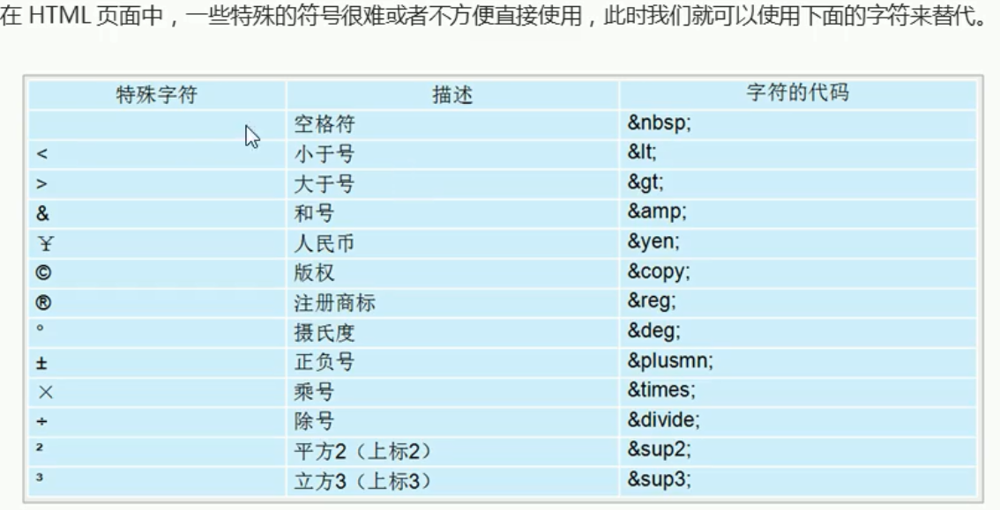 在 HTML 页面中，一些特殊的符号很难或者不方便直接使用，此时我们就可以使用下面的字符来替代。
特殊字符 描述 字符的代码
空格符 &nbsp;
< 小于号 &lt;
> 大于号 &gt;
& 和号 &amp;
¥ 人民币 &yen;
© 版权 &copy;
® 注册商标 &reg;
° 摄氏度 &deg;
± 正负号 &plusmn;
× 乘号 &times;
÷ 除号 &divide;
² 平方2（上标2） &sup2;
³ 立方3（上标3） &sup3;